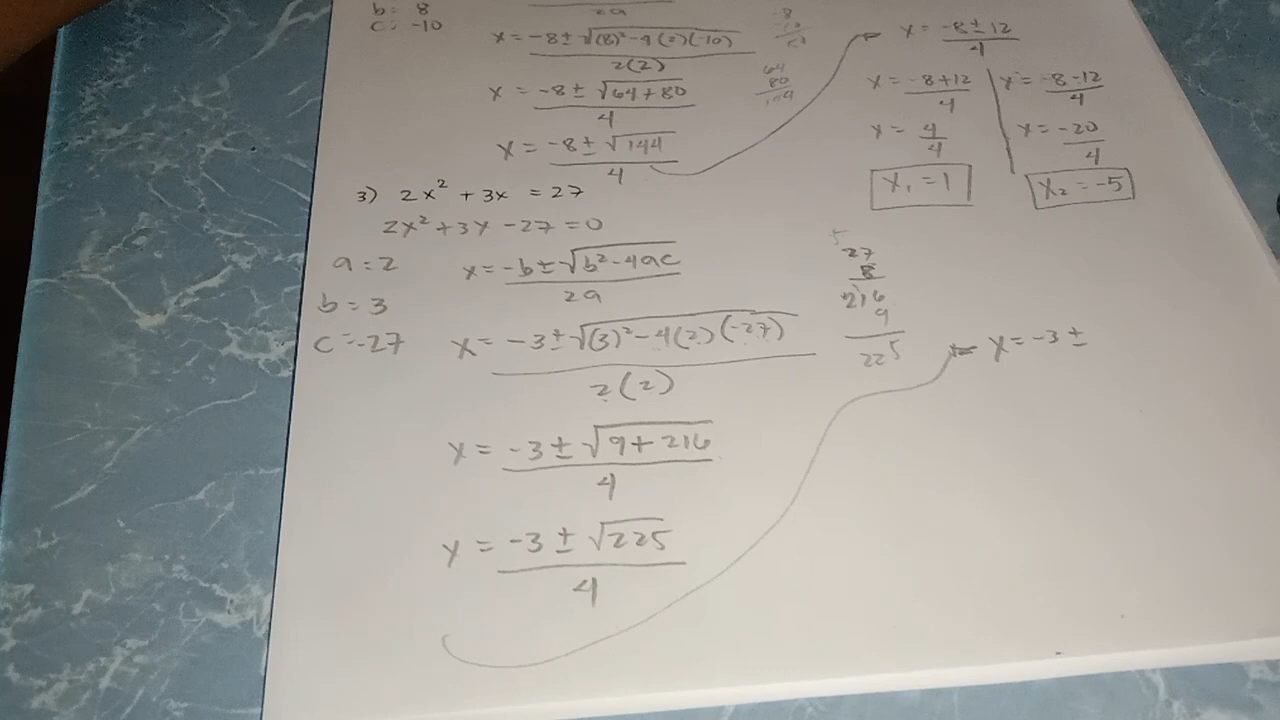 b = 8
c = -10
2a
x = -8 ± √(8)² - 4(2)(-10)
2(2)
x = -8 ± √64 + 80
4
x = -8 ± √144
4
64
80
144
x = -8 ± 12
4
x = -8 + 12
4
x = 4
4
x₁ = 1
x = -8 - 12
4
x = -20
4
x₂ = -5
3) 2x² + 3x = 27
2x² + 3x - 27 = 0
a = 2
b = 3
c = -27
x = -b ± √b² - 4ac
2a
x = -3 ± √(3)² - 4(2)(-27)
2(2)
x = -3 ± √9 + 216
4
x = -3 ± √225
4
5
27
8
216
9
225
x = -3 ±